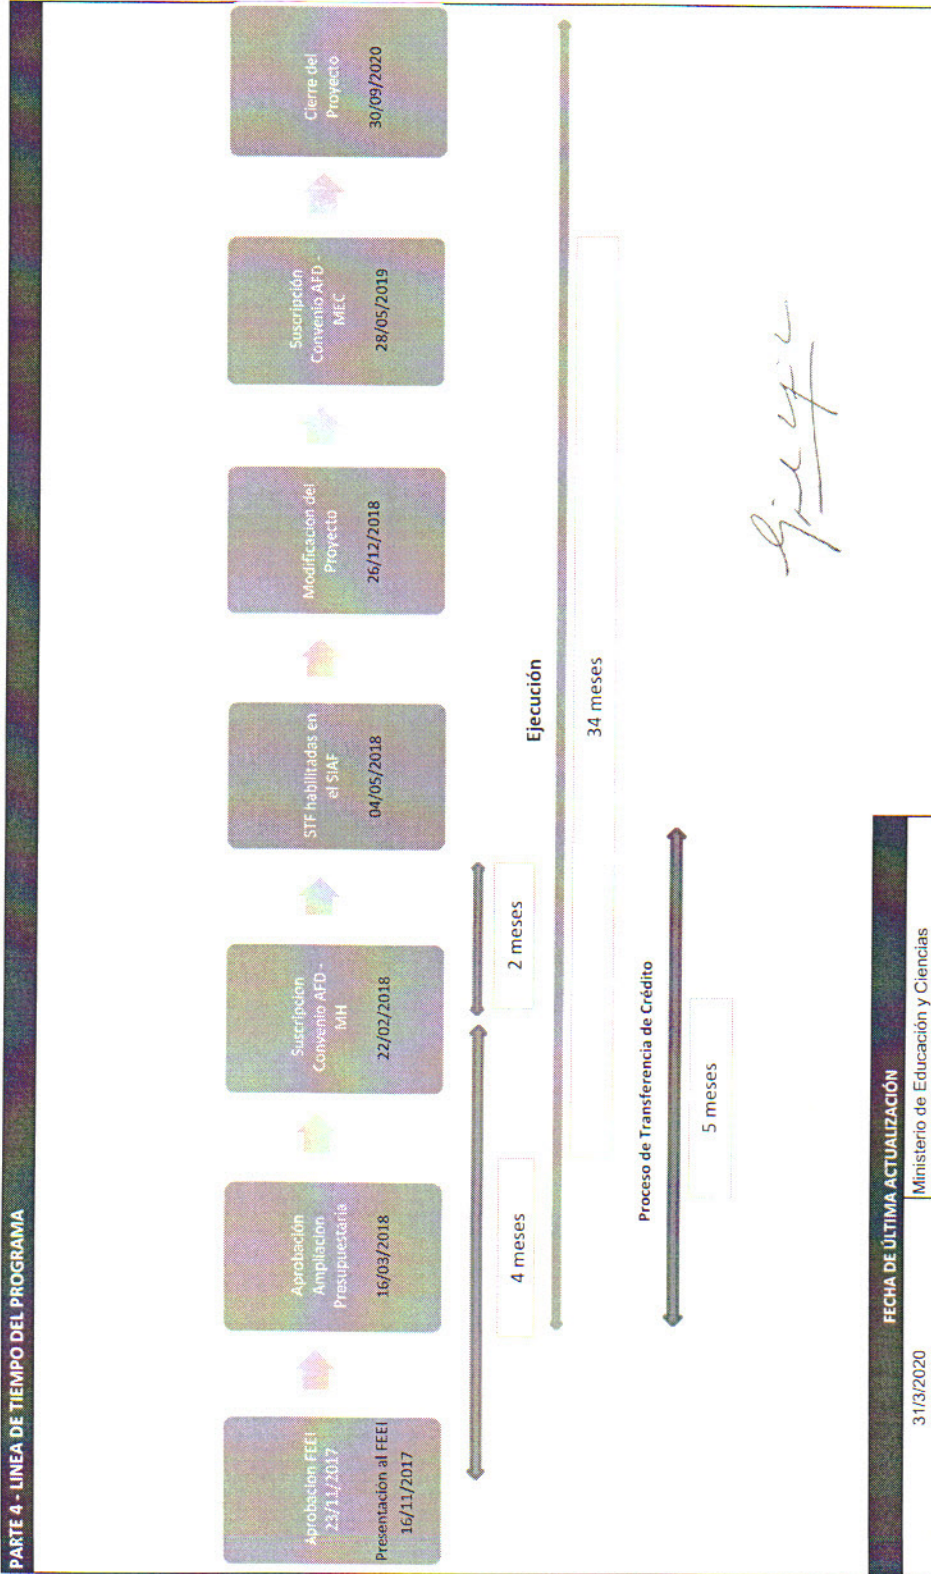 PARTE 4 - LINEA DE TIEMPO DEL PROGRAMA
Aprobacion FEEI
23/11/2017
Presentación al FEEI
16/11/2017
Aprobación
Ampliacion
Presupuestaria
16/03/2018
Suscripcion
Convenio AFD -
MH
22/02/2018
STF habilitadas en
el SIAF
04/05/2018
Modificacion del
Proyecto
26/12/2018
Suscripción
Convenio AFD -
MEC
28/05/2019
Cierre del
Proyecto
30/09/2020
4 meses
2 meses
Ejecución
34 meses
Proceso de Transferencia de Crédito
5 meses
FECHA DE ÚLTIMA ACTUALIZACIÓN
31/3/2020
Ministerio de Educación y Ciencias